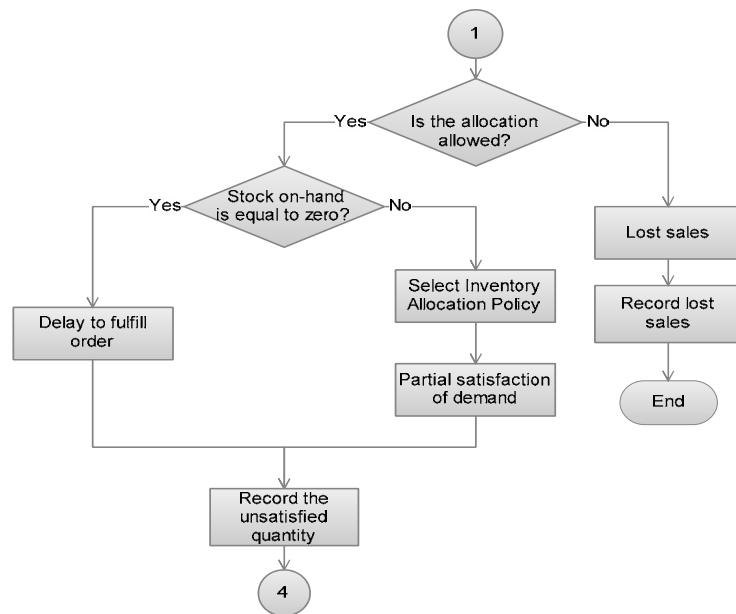 1
Is the allocation
allowed?
Yes
No
Stock on-hand
is equal to zero?
Yes
No
Lost sales
Select Inventory
Allocation Policy
Record lost
sales
Delay to fulfill
order
Partial satisfaction
of demand
End
Record the
unsatisfied
quantity
4